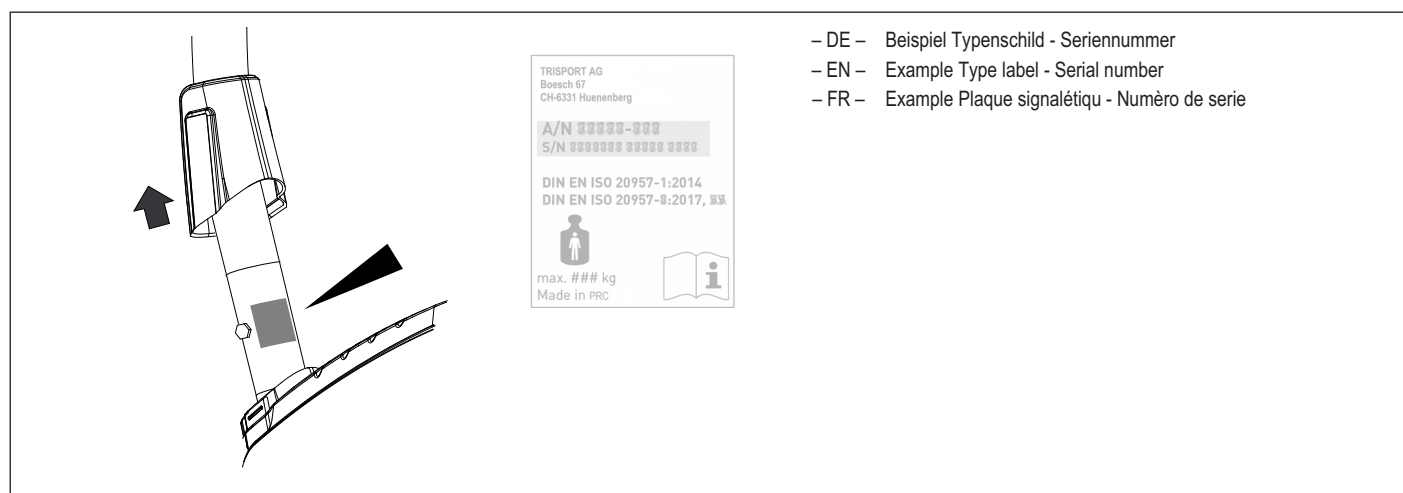 TRISPORT AG
Boesch 67
CH-6331 Huenenberg
A/N #####-###
S/N ####### ##### ####
DIN EN ISO 20957-1:2014
DIN EN ISO 20957-#:2017, ##
max. ### kg
Made in PRC
i
– DE – Beispiel Typenschild - Seriennummer
– EN – Example Type label - Serial number
– FR – Example Plaque signalétiqu - Numèro de serie